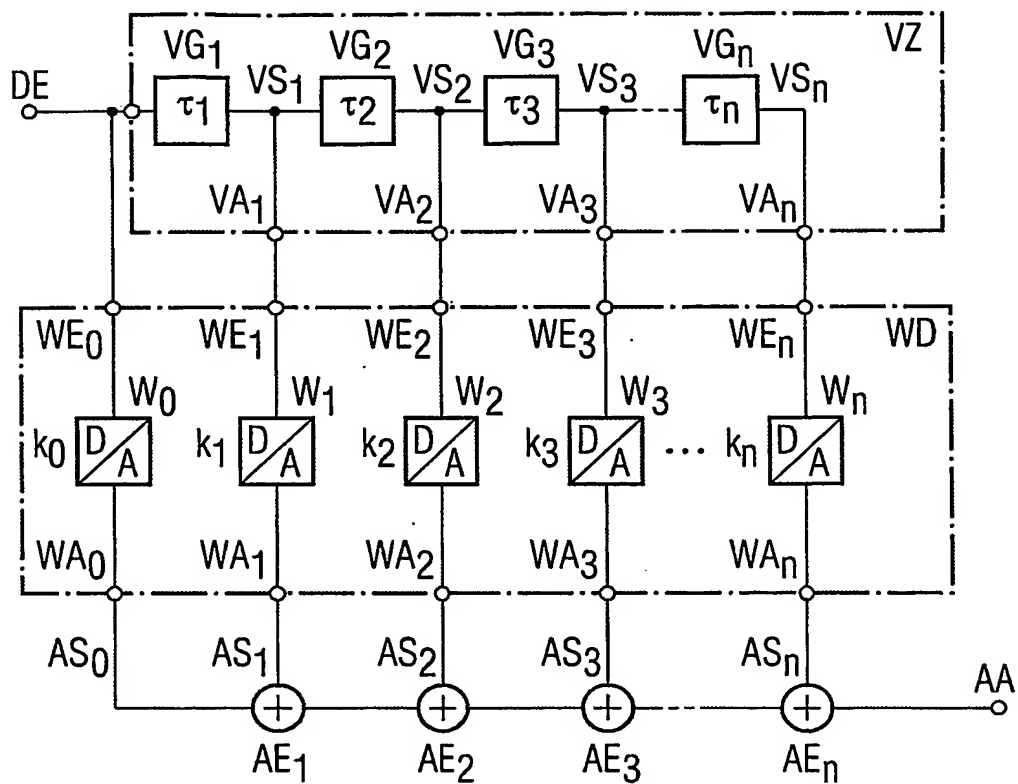 VG₁ VG₂ VG₃ VGₙ VZ
DE VS₁ VS₂ VS₃ VSₙ
τ₁ τ₂ τ₃ τₙ
VA₁ VA₂ VA₃ VAₙ
WE₀ WE₁ WE₂ WE₃ WEₙ WD
W₀ W₁ W₂ W₃ Wₙ
k₀ D/A k₁ D/A k₂ D/A k₃ D/A ... kₙ D/A
WA₀ WA₁ WA₂ WA₃ WAₙ
AS₀ AS₁ AS₂ AS₃ ASₙ AA
+ + + +
AE₁ AE₂ AE₃ AEₙ